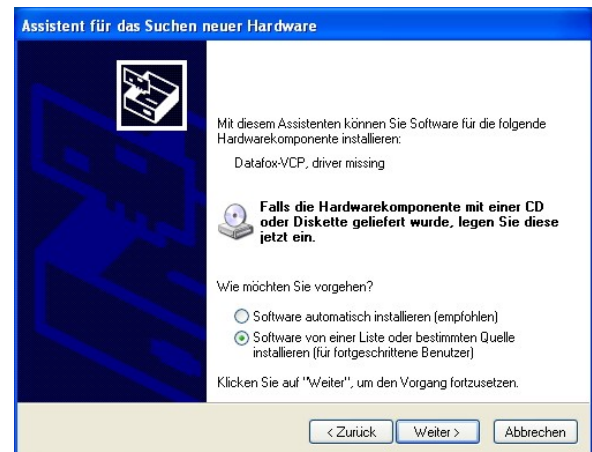 Assistent für das Suchen neuer Hardware
Mit diesem Assistenten können Sie Software für die folgende
Hardwarekomponente installieren:
Datafox-VCP, driver missing
Falls die Hardwarekomponente mit einer CD
oder Diskette geliefert wurde, legen Sie diese
jetzt ein.
Wie möchten Sie vorgehen?
Software automatisch installieren (empfohlen)
Software von einer Liste oder bestimmten Quelle
installieren (für fortgeschrittene Benutzer)
Klicken Sie auf "Weiter", um den Vorgang fortzusetzen.
< Zurück Weiter > Abbrechen